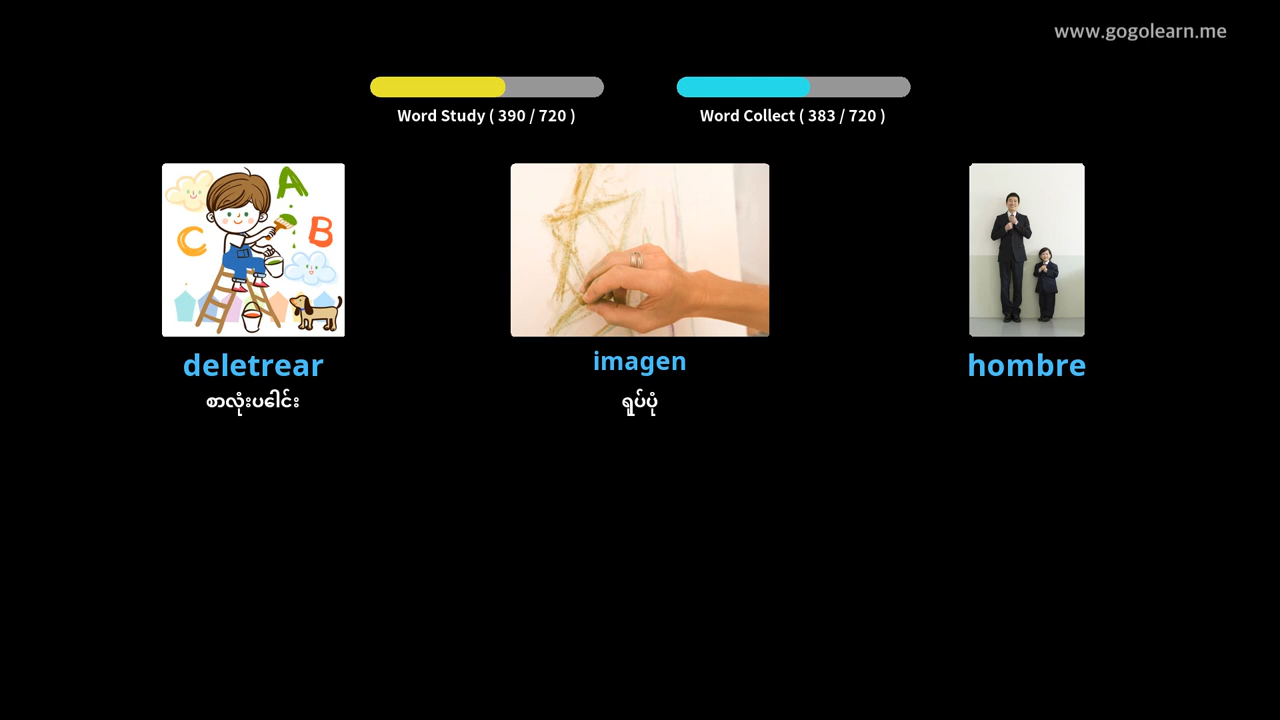 www.gogolearn.me
Word Study ( 390 / 720 )
Word Collect ( 383 / 720 )
A
B
C
deletrear
imagen
hombre
စာလုံးပေါင်း
ရုပ်ပုံ